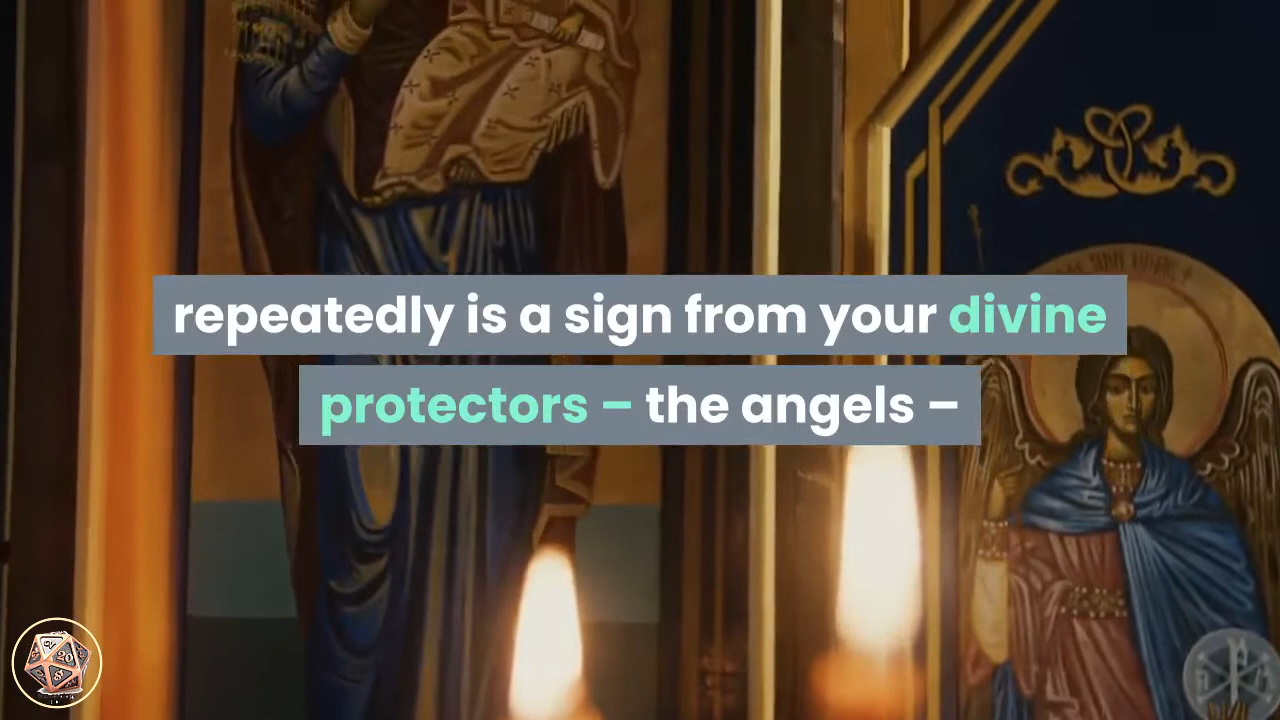 repeatedly is a sign from your divine
protectors – the angels –